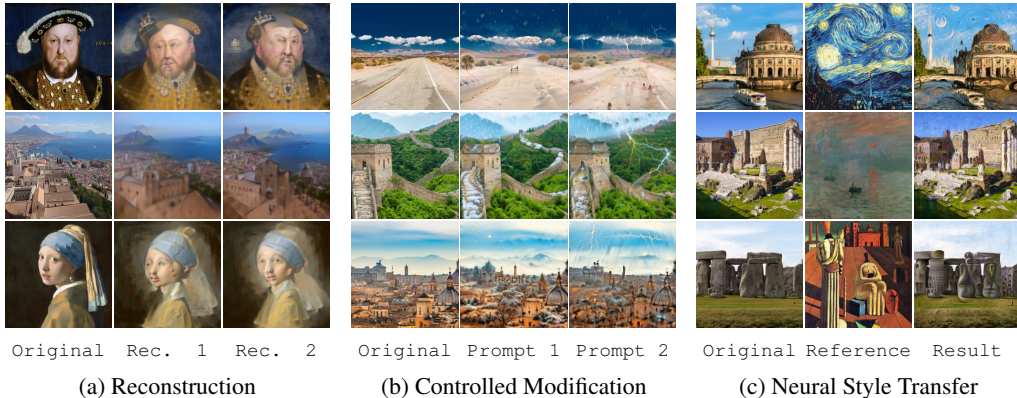 Original Rec. 1 Rec. 2
Original Prompt 1 Prompt 2
Original Reference Result
(a) Reconstruction
(b) Controlled Modification
(c) Neural Style Transfer